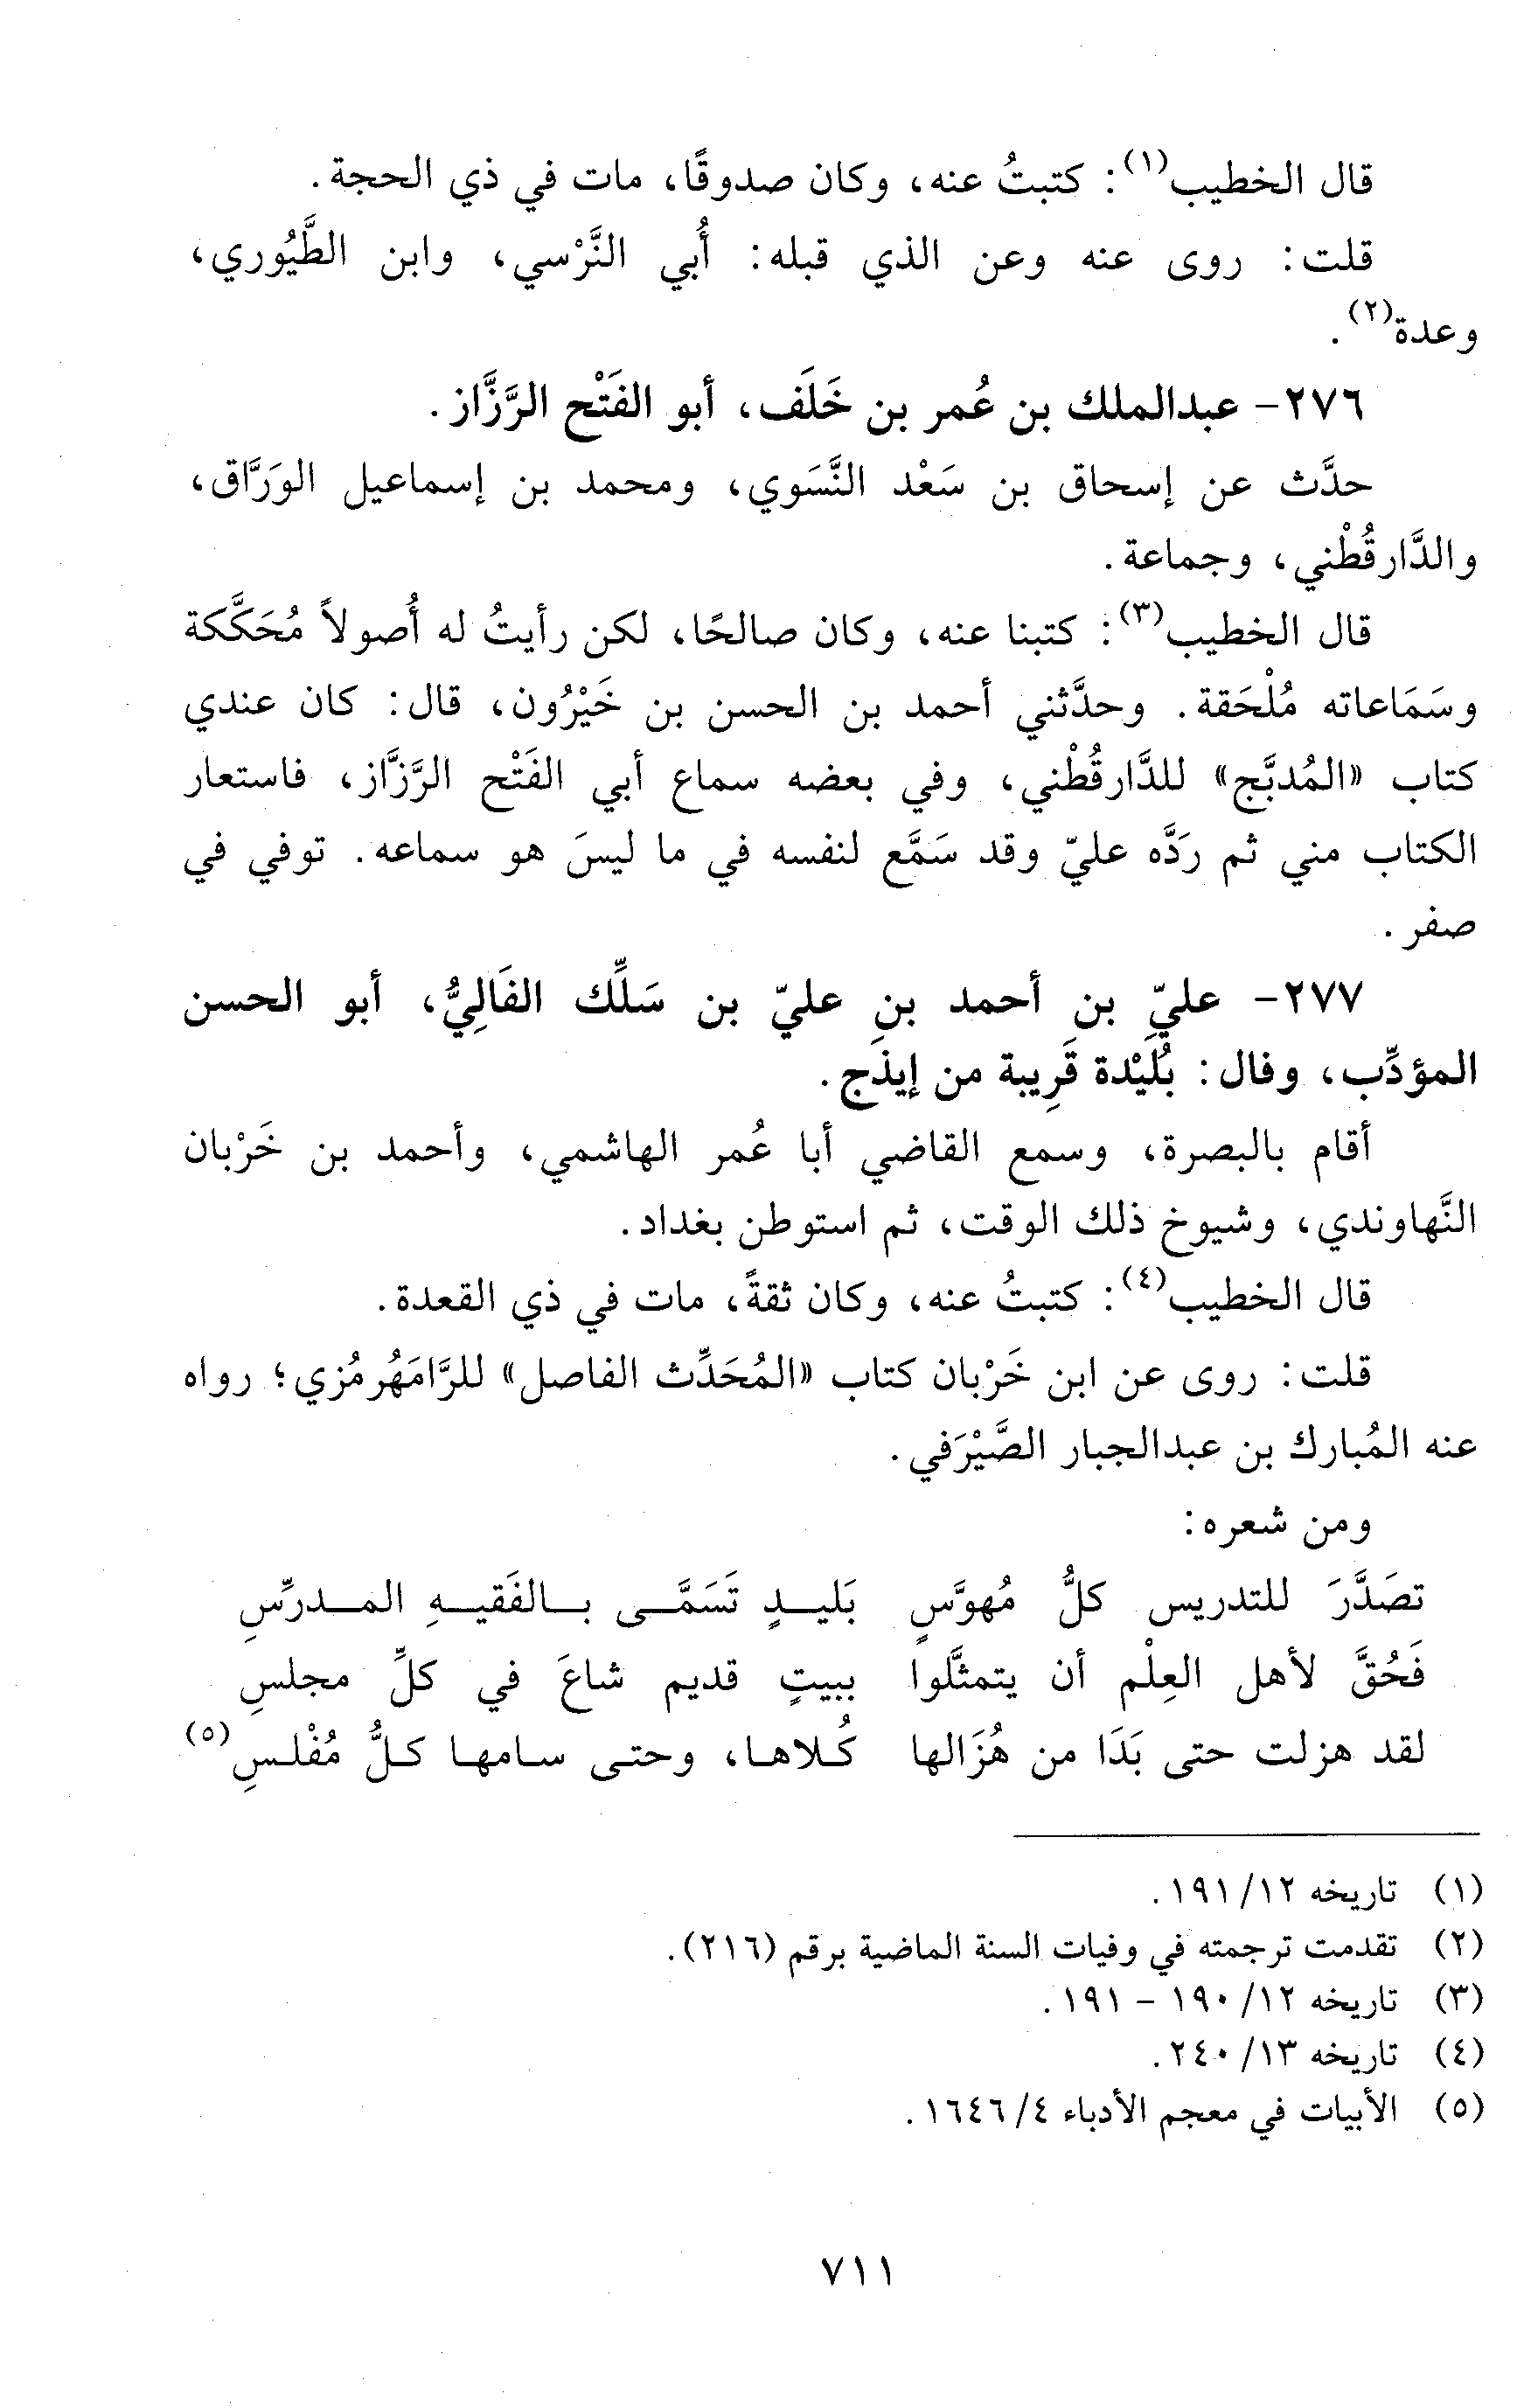 قال الخطيب(١): كتبتُ عنه، وكان صدوقًا، مات في ذي الحجة.
قلت: روى عنه وعن الذي قبله: أُبي النَّرْسي، وابن الطَّيُوري،
وعدة(٢).
٢٧٦- عبدالملك بن عُمر بن خَلَف، أبو الفَتْح الرَّزَّاز.
حدَّث عن إسحاق بن سَعْد النَّسَوي، ومحمد بن إسماعيل الورَّاق،
والدَّارقُطْني، وجماعة.
قال الخطيب(٣): كتبنا عنه، وكان صالحًا، لكن رأيتُ له أُصولاً مُحَكَّكة
وسَمَاعاته مُلْحَقة. وحدَّثني أحمد بن الحسن بن خَيْرُون، قال: كان عندي
كتاب «المُدبَّج» للدَّارقُطْني، وفي بعضه سماع أبي الفَتْح الرَّزَّاز، فاستعار
الكتاب مني ثم رَدَّه عليّ وقد سَمَّع لنفسه في ما ليسَ هو سماعه. توفي في
صفر.
٢٧٧- عليّ بن أحمد بنِ عليّ بن سَلِّك الفَالِيُّ، أبو الحسن
المؤدِّب، وفال: بُلَيْدة قَرِيبة من إيذج.
أقام بالبصرة، وسمع القاضي أبا عُمر الهاشمي، وأحمد بن خَرْبان
النَّهاوندي، وشيوخ ذلك الوقت، ثم استوطن بغداد.
قال الخطيب(٤): كتبتُ عنه، وكان ثقةً، مات في ذي القعدة.
قلت: روى عن ابن خَرْبان كتاب «المُحَدِّث الفاصل» للرَّامَهُرمُزي؛ رواه
عنه المُبارك بن عبدالجبار الصَّيْرَفي.
ومن شعره:
تصَدَّرَ للتدريس كلُّ مُهوَّسٍ بَليدٍ تَسَمَّى بالفَقيهِ المدرِّسِ
فَحُقَّ لأهل العِلْم أن يتمثَّلوا ببيتٍ قديم شاعَ في كلِّ مجلسِ
لقد هزلت حتى بَدَا من هُزَالها كُلاها، وحتى سامها كلُّ مُفْلسِ(٥)
(١) تاريخه ١٢/ ١٩١.
(٢) تقدمت ترجمته في وفيات السنة الماضية برقم (٢١٦).
(٣) تاريخه ١٢/ ١٩٠ - ١٩١.
(٤) تاريخه ١٣/ ٢٤٠.
(٥) الأبيات في معجم الأدباء ٤/ ١٦٤٦.
٧١١